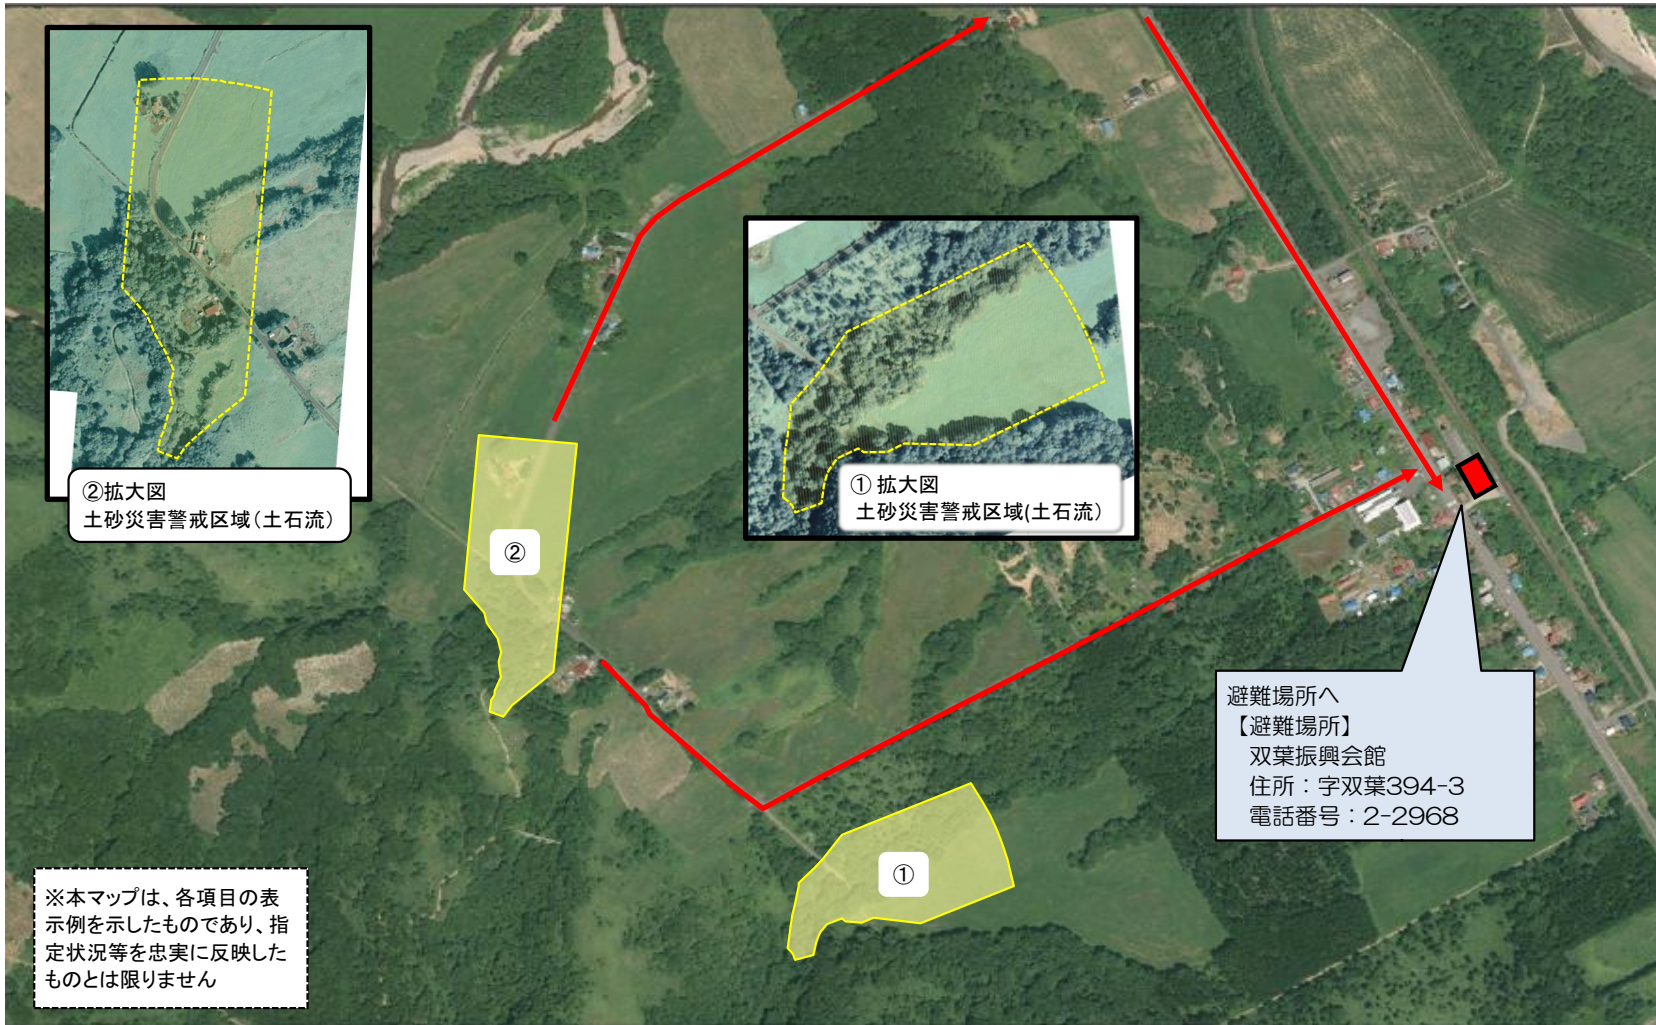 ②拡大図
土砂災害警戒区域（土石流）
① 拡大図
土砂災害警戒区域(土石流）
②
①
避難場所へ
【避難場所】
双葉振興会館
住所：字双葉394-3
電話番号：2-2968
※本マップは、各項目の表
示例を示したものであり、指
定状況等を忠実に反映した
ものとは限りません